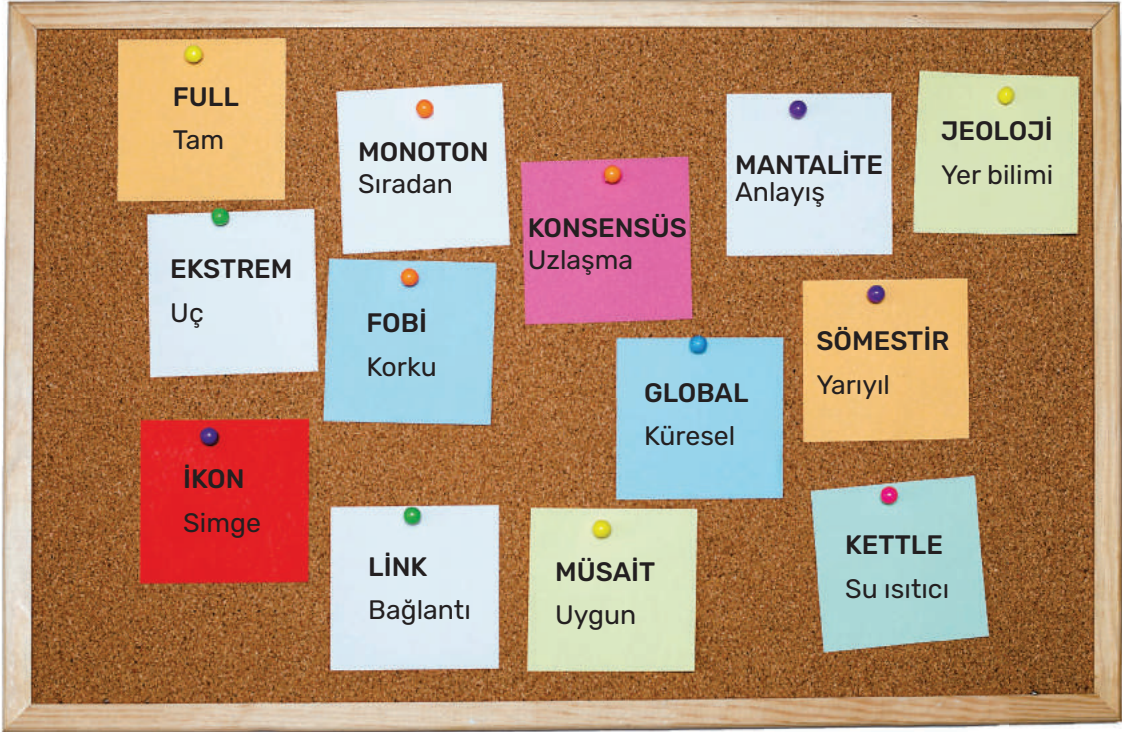 FULL
Tam
MONOTON
Sıradan
KONSENSÜS
Uzlaşma
MANTALİTE
Anlayış
JEOLOJİ
Yer bilimi
EKSTREM
Uç
FOBİ
Korku
GLOBAL
Küresel
SÖMESTİR
Yarıyıl
İKON
Simge
LİNK
Bağlantı
MÜSAİT
Uygun
KETTLE
Su ısıtıcı